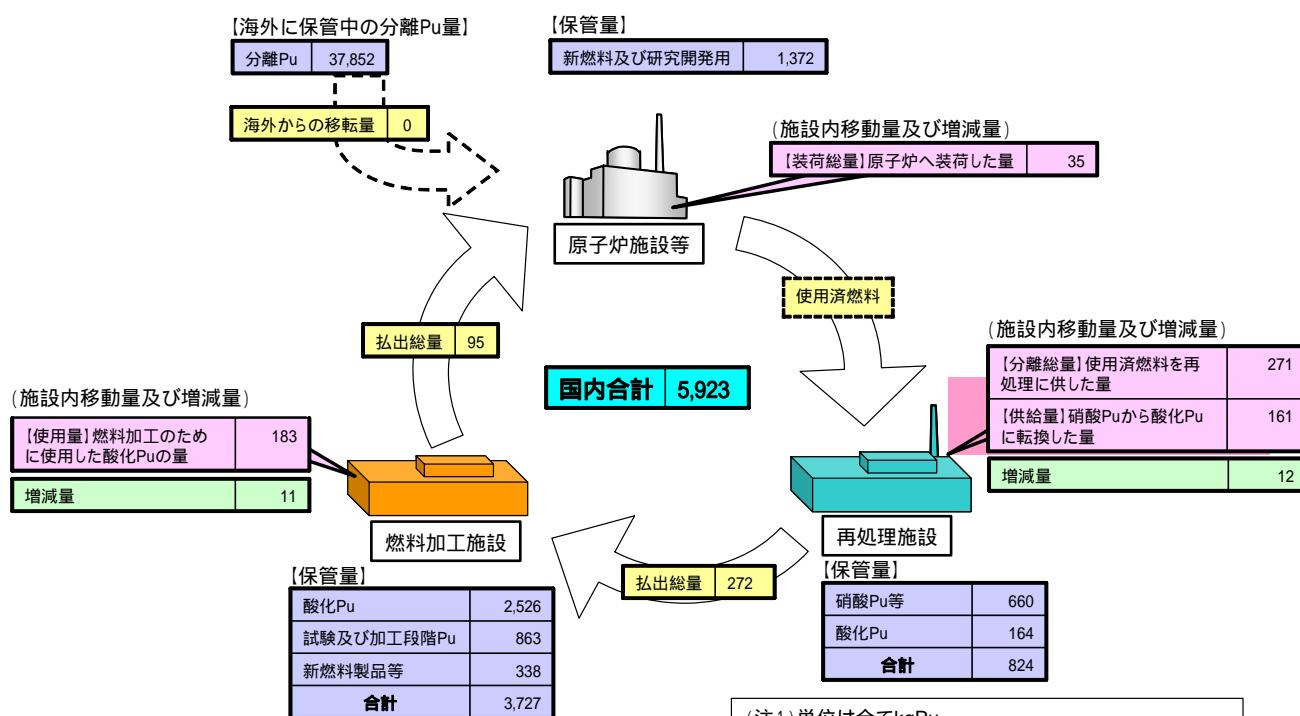 【海外に保管中の分離Pu量】
分離Pu 37,852
海外からの移転量 0
【保管量】
新燃料及び研究開発用 1,372
(施設内移動量及び増減量)
【装荷総量】原子炉へ装荷した量 35
原子炉施設等
使用済燃料
払出総量 95
国内合計 5,923
(施設内移動量及び増減量)
【分離総量】使用済燃料を再
処理に供した量 271
【供給量】硝酸Puから酸化Pu
に転換した量 161
増減量 12
(施設内移動量及び増減量)
【使用量】燃料加工のため
に使用した酸化Puの量 183
増減量 11
燃料加工施設
再処理施設
払出総量 272
【保管量】
酸化Pu 2,526
試験及び加工段階Pu 863
新燃料製品等 338
合計 3,727
【保管量】
硝酸Pu等 660
酸化Pu 164
合計 824
(注1)単位は全てkgPu